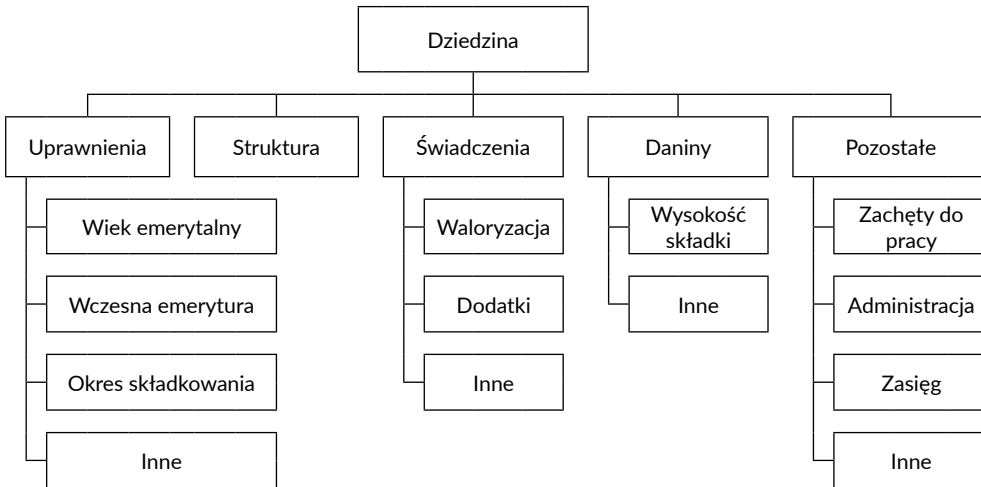 Dziedzina
Uprawnienia
Struktura
Świadczenia
Daniny
Pozostałe
Wiek emerytalny
Wczesna emerytura
Okres składkowania
Inne
Waloryzacja
Dodatki
Inne
Wysokość
składki
Inne
Zachęty do
pracy
Administracja
Zasięg
Inne